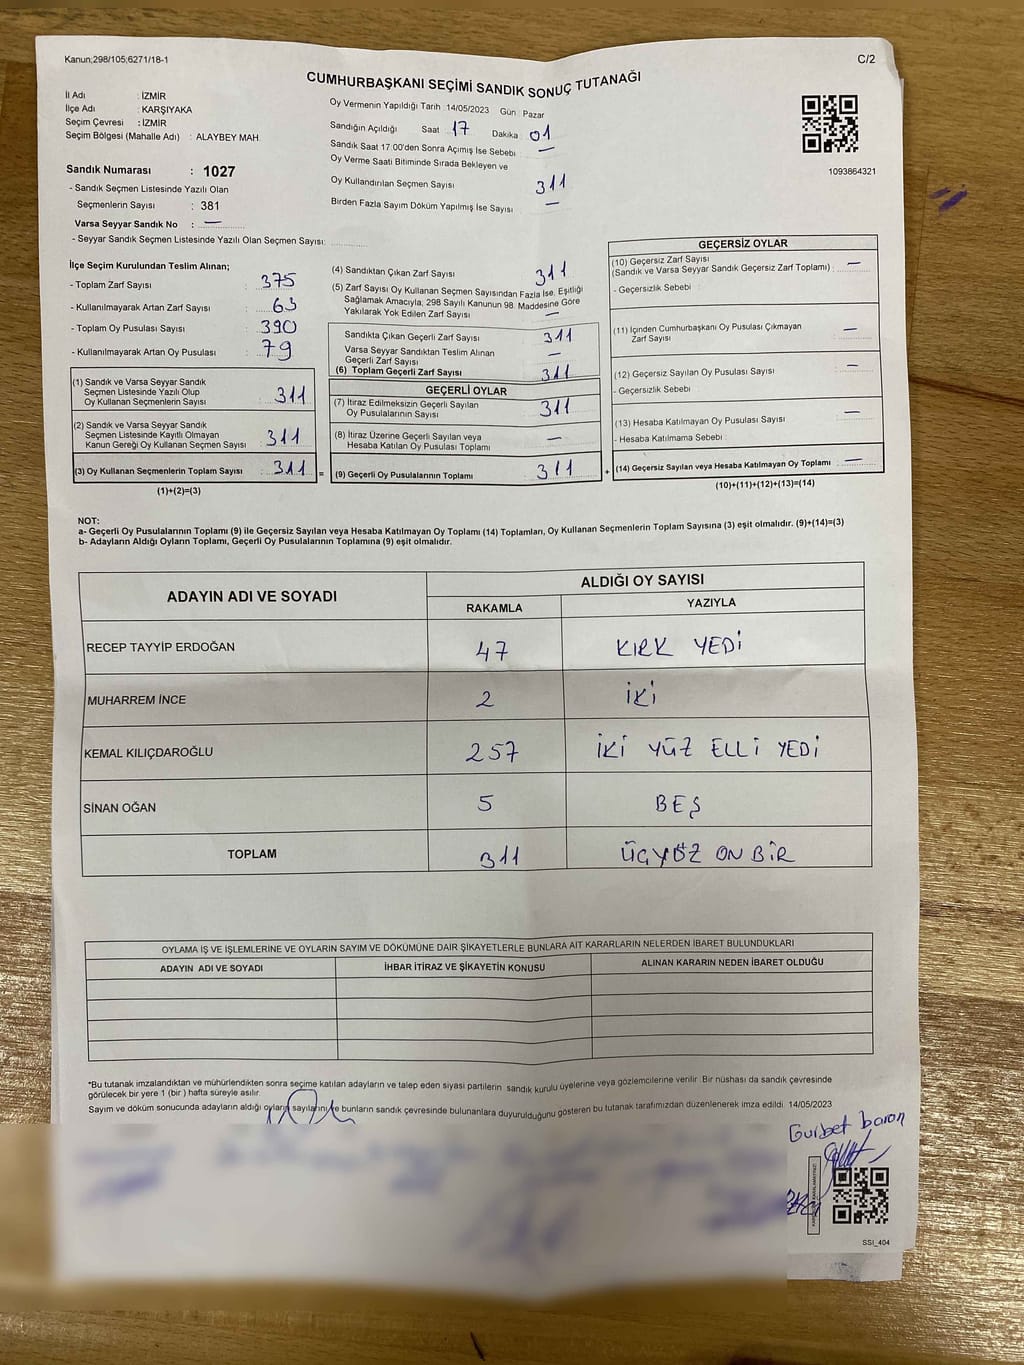 Kanun;298/105;6271/18-1
C/2
CUMHURBAŞKANI SEÇİMİ SANDIK SONUÇ TUTANAĞI
İl Adı : İZMİR
İlçe Adı : KARŞIYAKA
Seçim Çevresi : İZMİR
Seçim Bölgesi (Mahalle Adı) : ALAYBEY MAH.
Sandık Numarası : 1027
- Sandık Seçmen Listesinde Yazılı Olan
Seçmenlerin Sayısı : 381
Varsa Seyyar Sandık No : —
- Seyyar Sandık Seçmen Listesinde Yazılı Olan Seçmen Sayısı:
Oy Vermenin Yapıldığı Tarih : 14/05/2023 Gün : Pazar
Sandığın Açıldığı Saat 17 Dakika 01
Sandık Saat 17:00'den Sonra Açımış İse Sebebi —
Oy Verme Saati Bitiminde Sırada Bekleyen ve
Oy Kullandırılan Seçmen Sayısı 311
Birden Fazla Sayım Döküm Yapılmış İse Sayısı —
1093864321
İlçe Seçim Kurulundan Teslim Alınan;
- Toplam Zarf Sayısı : 375
- Kullanılmayarak Artan Zarf Sayısı : 63
- Toplam Oy Pusulası Sayısı : 390
- Kullanılmayarak Artan Oy Pusulası : 79
(1) Sandık ve Varsa Seyyar Sandık
Seçmen Listesinde Yazılı Olup
Oy Kullanan Seçmenlerin Sayısı : 311
(2) Sandık ve Varsa Seyyar Sandık
Seçmen Listesinde Kayıtlı Olmayan
Kanun Gereği Oy Kullanan Seçmen Sayısı 311
(3) Oy Kullanan Seçmenlerin Toplam Sayısı : 311 =
(1)+(2)=(3)
(4) Sandıktan Çıkan Zarf Sayısı 311
(5) Zarf Sayısı Oy Kullanan Seçmen Sayısından Fazla İse, Eşitliği
Sağlamak Amacıyla, 298 Sayılı Kanunun 98. Maddesine Göre
Yakılarak Yok Edilen Zarf Sayısı —
Sandıkta Çıkan Geçerli Zarf Sayısı 311
Varsa Seyyar Sandıktan Teslim Alınan
Geçerli Zarf Sayısı —
(6) Toplam Geçerli Zarf Sayısı 311
GEÇERLİ OYLAR
(7) İtiraz Edilmeksizin Geçerli Sayılan
Oy Pusulalarının Sayısı 311
(8) İtiraz Üzerine Geçerli Sayılan veya
Hesaba Katılan Oy Pusulası Toplamı —
(9) Geçerli Oy Pusulalarının Toplamı 311 +
GEÇERSİZ OYLAR
(10) Geçersiz Zarf Sayısı
(Sandık ve Varsa Seyyar Sandık Geçersiz Zarf Toplamı) : —
- Geçersizlik Sebebi :
(11) İçinden Cumhurbaşkanı Oy Pusulası Çıkmayan
Zarf Sayısı —
(12) Geçersiz Sayılan Oy Pusulası Sayısı —
- Geçersizlik Sebebi
(13) Hesaba Katılmayan Oy Pusulası Sayısı —
- Hesaba Katılmama Sebebi :
(14) Geçersiz Sayılan veya Hesaba Katılmayan Oy Toplamı —
(10)+(11)+(12)+(13)=(14)
NOT:
a- Geçerli Oy Pusulalarının Toplamı (9) ile Geçersiz Sayılan veya Hesaba Katılmayan Oy Toplamı (14) Toplamları, Oy Kullanan Seçmenlerin Toplam Sayısına (3) eşit olmalıdır. (9)+(14)=(3)
b- Adayların Aldığı Oyların Toplamı, Geçerli Oy Pusulalarının Toplamına (9) eşit olmalıdır.
ADAYIN ADI VE SOYADI ALDIĞI OY SAYISI
RAKAMLA YAZIYLA
RECEP TAYYİP ERDOĞAN 47 KIRK YEDİ
MUHARREM İNCE 2 İKİ
KEMAL KILIÇDAROĞLU 257 İKİ YÜZ ELLİ YEDİ
SİNAN OĞAN 5 BEŞ
TOPLAM 311 ÜÇYÖZ ON BİR
OYLAMA İŞ VE İŞLEMLERİNE VE OYLARIN SAYIM VE DÖKÜMÜNE DAİR ŞİKAYETLERLE BUNLARA AİT KARARLARIN NELERDEN İBARET BULUNDUKLARI
ADAYIN ADI VE SOYADI İHBAR İTİRAZ VE ŞİKAYETİN KONUSU ALINAN KARARIN NEDEN İBARET OLDUĞU
*Bu tutanak imzalandıktan ve mühürlendikten sonra seçime katılan adayların ve talep eden siyasi partilerin sandık kurulu üyelerine veya gözlemcilerine verilir. Bir nüshası da sandık çevresinde
görülecek bir yere 1 (bir) hafta süreyle asılır.
Sayım ve döküm sonucunda adayların aldığı oyların sayılarını ve bunların sandık çevresinde bulunanlara duyurulduğunu gösteren bu tutanak tarafımızdan düzenlenerek imza edildi. 14/05/2023
Gurbet baran
SSI_404